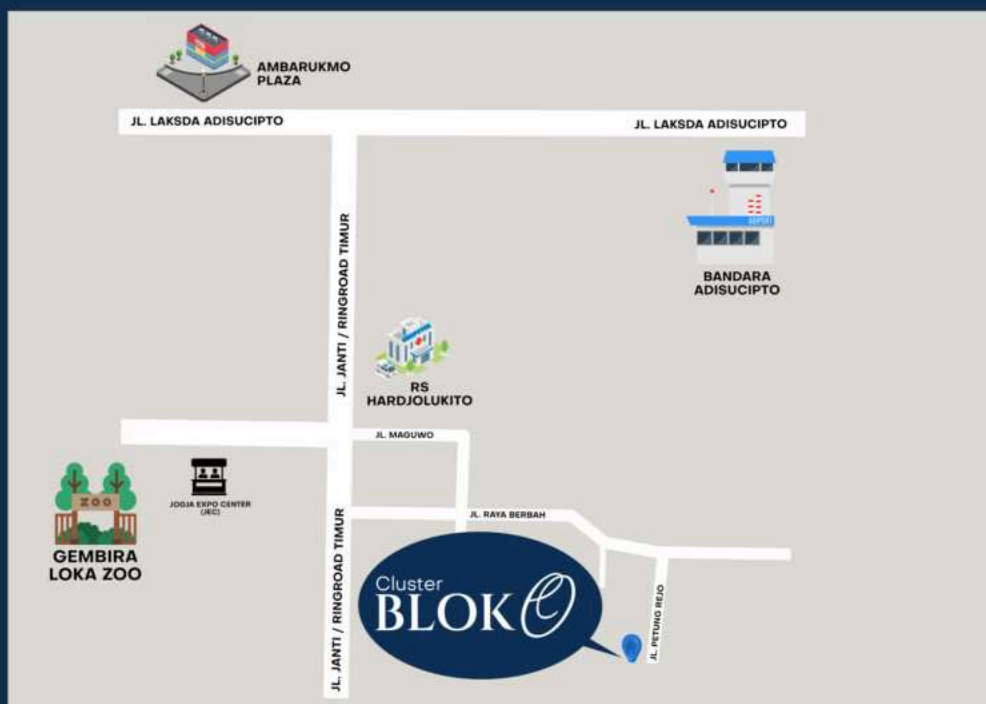 AMBARUKMO
PLAZA
JL. LAKSDA ADISUCIPTO
JL. LAKSDA ADISUCIPTO
AIRPORT
BANDARA
ADISUCIPTO
JL. JANTI / RINGROAD TIMUR
RS
HARDJOLUKITO
JL. MAGUWO
ZOO
GEMBIRA
LOKA ZOO
JOGJA EXPO CENTER
(JEC)
JL. RAYA BERBAH
JL. JANTI / RINGROAD TIMUR
Cluster
BLOK O
JL. PETUNG REJO